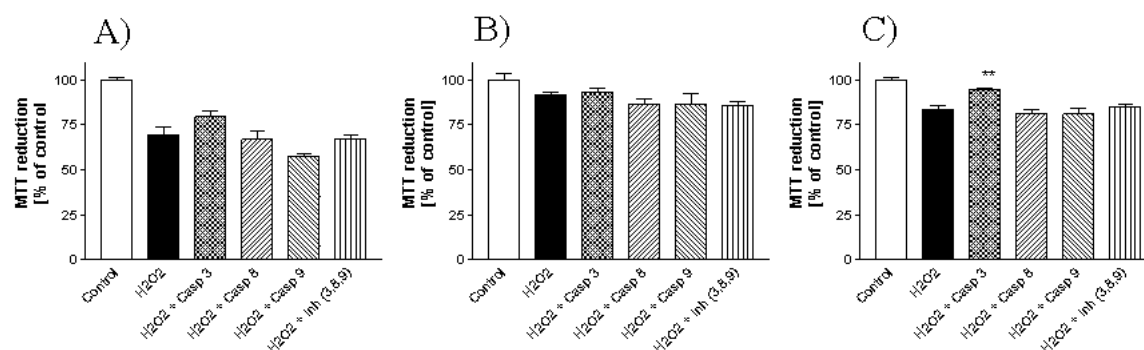 A)
MTT reduction
[% of control
100
75
50
25
0
Control
H2O2
H2O2 + Casp 3
H2O2 + Casp 8
H2O2 + Casp 9
H2O2 + Inh (3,8,9)
B)
MTT reduction
[% of control]
100
75
50
25
0
Control
H2O2
H2O2 + Casp 3
H2O2 + Casp 8
H2O2 + Casp 9
H2O2 + Inh (3,8,9)
C)
**
MTT reduction
[% of control]
100
75
50
25
0
Control
H2O2
H2O2 + Casp 3
H2O2 + Casp 8
H2O2 + Casp 9
H2O2 + Inh (3,8,9)